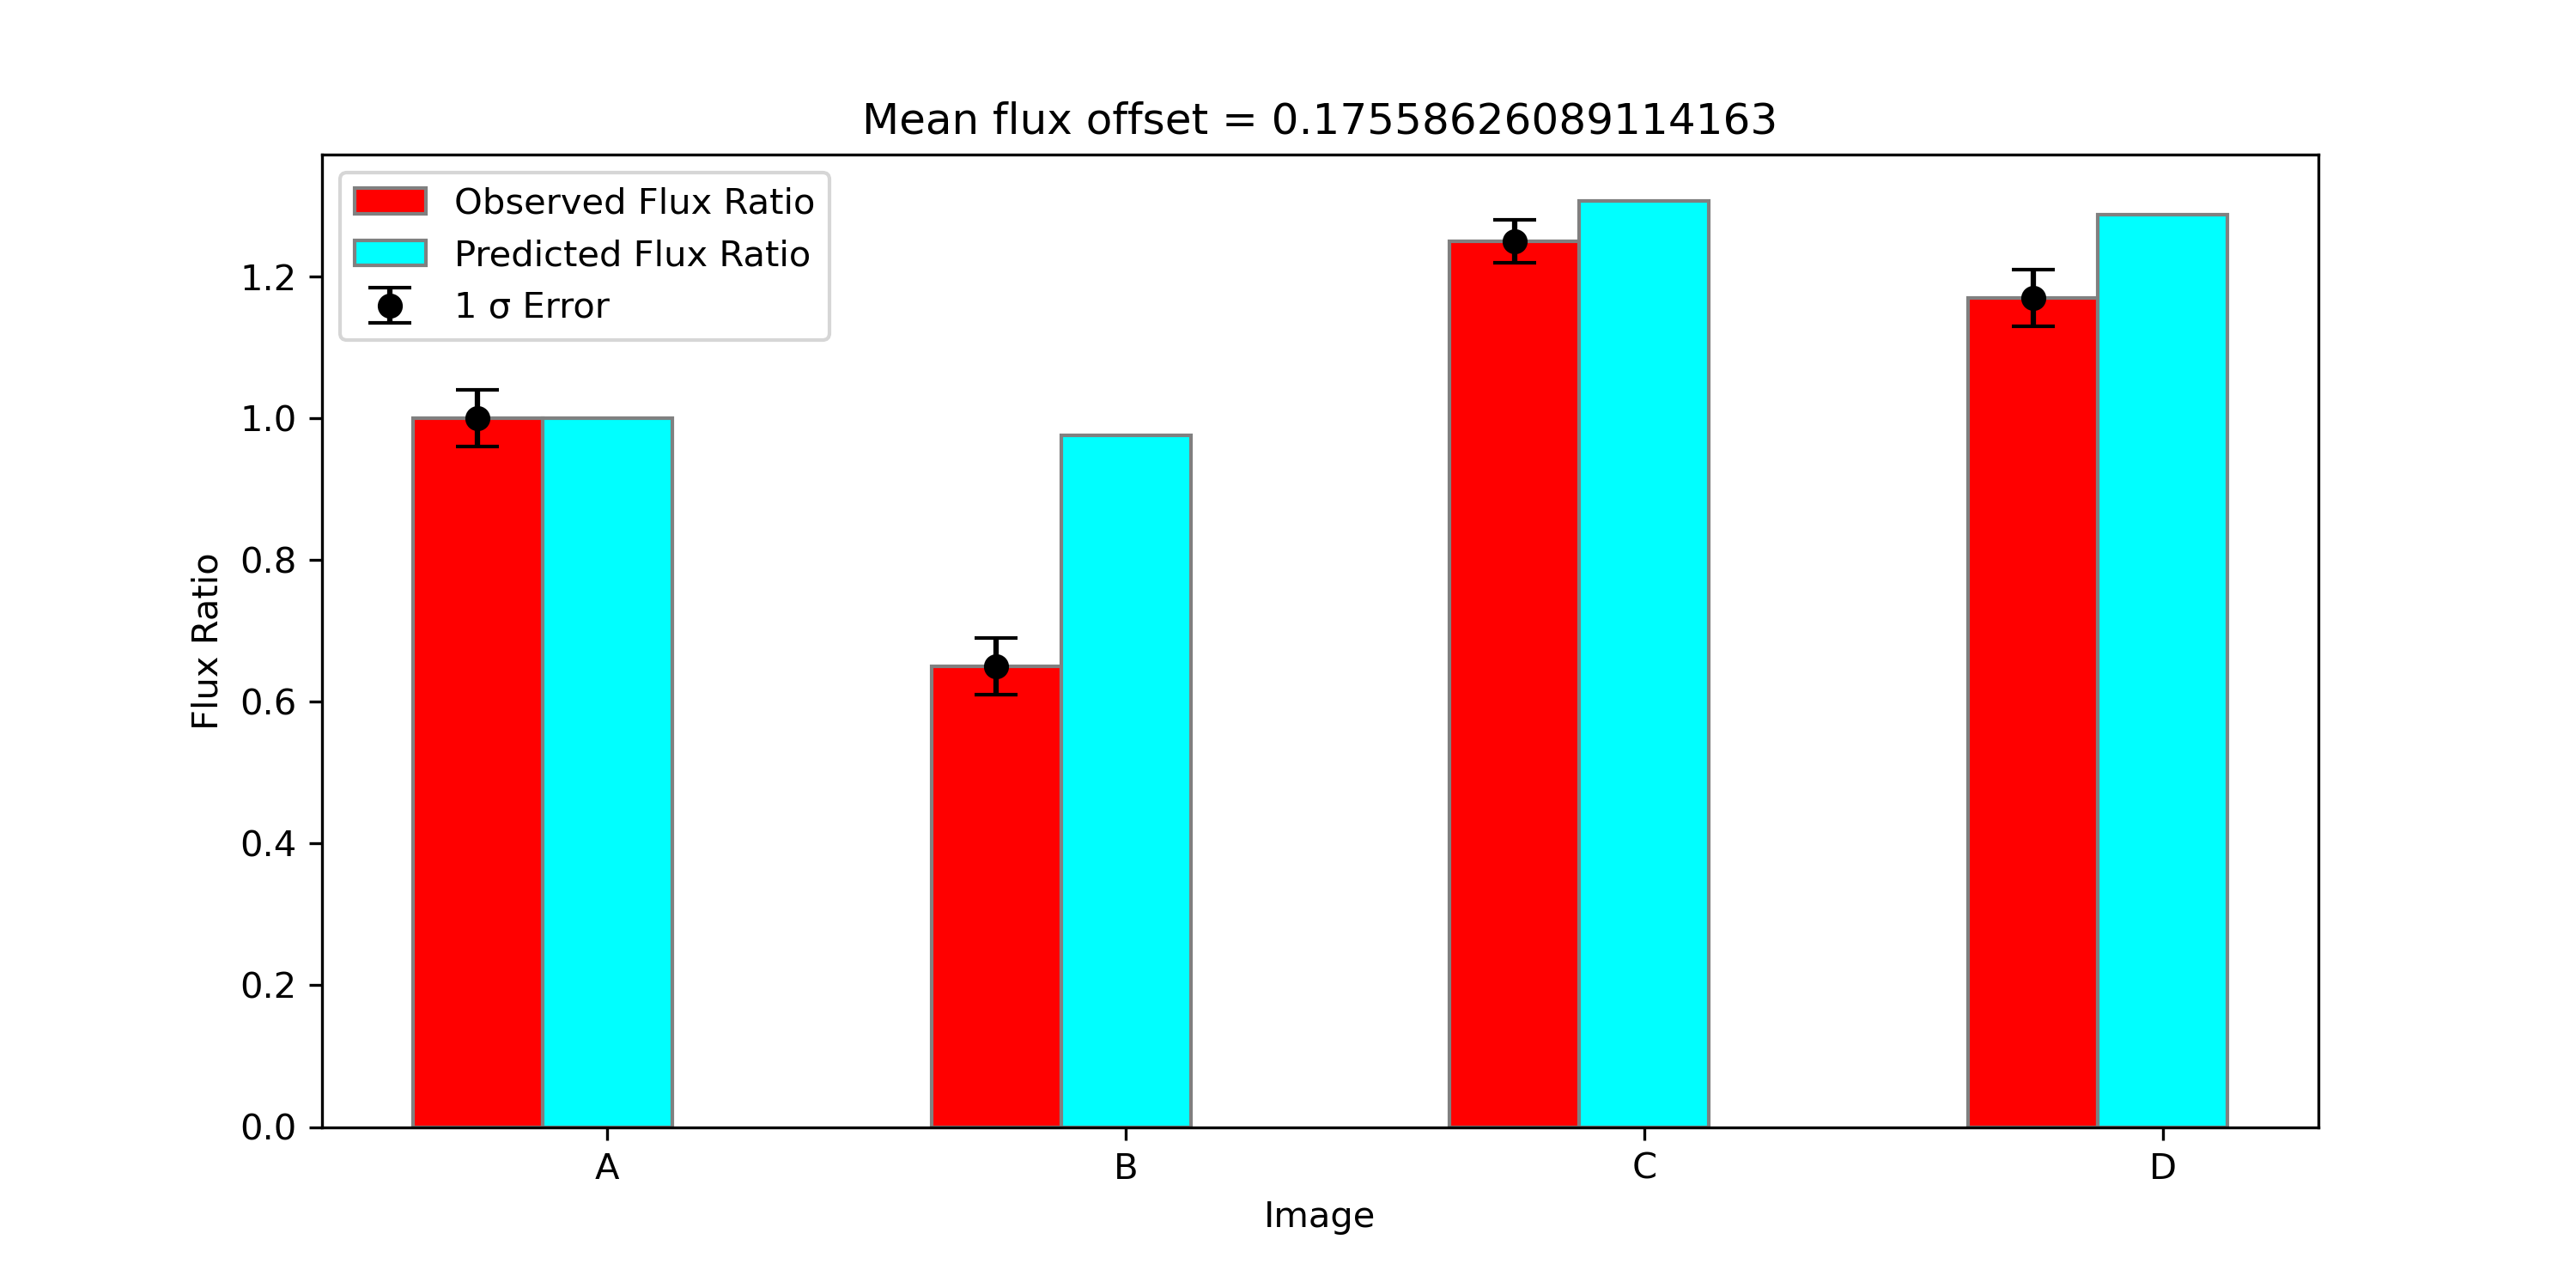 Mean flux offset = 0.17558626089114163
Observed Flux Ratio
Predicted Flux Ratio
1 σ Error
Flux Ratio
1.2
1.0
0.8
0.6
0.4
0.2
0.0
A B C D
Image